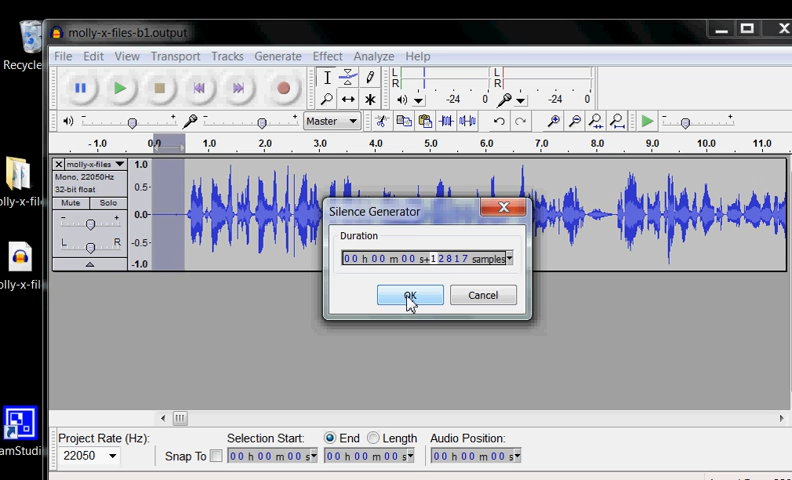 molly-x-files-b1.output
Recycle
File Edit View Transport Tracks Generate Effect Analyze Help
L
R
-24 0
L
R
-24 0
Master
-1.0 0.0 1.0 2.0 3.0 4.0 5.0 6.0 7.0 8.0 9.0 10.0 11.0
molly-x-files
Mono, 22050Hz
32-bit float
Mute Solo
- +
L R
1.0
0.5-
0.0-
-0.5-
-1.0
olly-x-fil
olly-x-fil
Silence Generator
Duration
00 h 00 m 00 s+12817 samples
OK Cancel
amStudi
Project Rate (Hz):
22050
Snap To
Selection Start:
00 h 00 m 00 s
End Length
00 h 00 m 00 s
Audio Position:
00 h 00 m 00 s